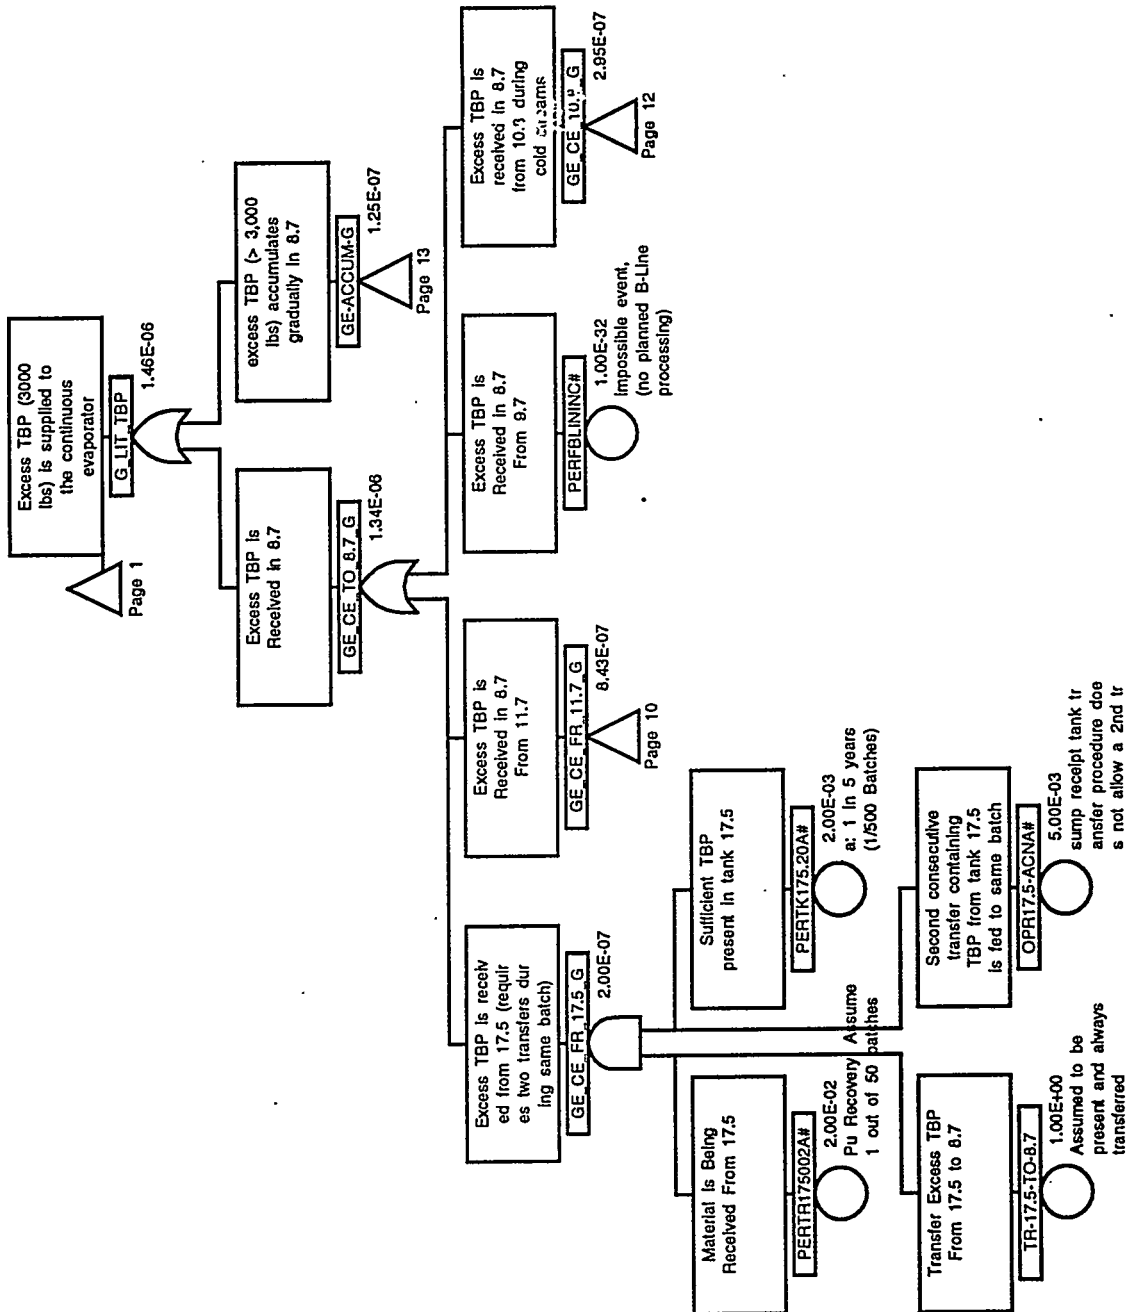 Excess TBP (3000
lbs) is supplied to
the continuous
evaporator
G_LIT_TBP
1.46E-06
Page 1
Excess TBP is
Received in 8.7
GE_CE_TO_8.7_G
1.34E-06
excess TBP (> 3,000
lbs) accumulates
gradually in 8.7
GE-ACCUM-G
1.25E-07
Page 13
Excess TBP is receiv
ed from 17.5 (requir
es two transfers dur
ing same batch)
GE_CE_FR_17.5_G
2.00E-07
Excess TBP is
Received in 8.7
From 11.7
GE_CE_FR_11.7_G
8.43E-07
Page 10
Excess TBP is
Received in 8.7
From 9.7
PERFBLININC#
1.00E-32
Impossible event,
(no planned B-Line
processing)
Excess TBP is
received in 8.7
from 10.3 during
cold
2.95E-07
Page 12
Material is Being
Received From 17.5
PERTR175002A#
2.00E-02
Pu Recovery Assume
1 out of 50 batches
Sufficient TBP
present in tank 17.5
PERTK175.20A#
2.00E-03
a: 1 in 5 years
(1/500 Batches)
Transfer Excess TBP
From 17.5 to 8.7
TR-17.5-TO-8.7
1.00E+00
Assumed to be
present and always
transferred
Second consecutive
transfer containing
TBP from tank 17.5
is fed to same batch
OPR17.5-ACNA#
5.00E-03
sump receipt tank tr
ansfer procedure doe
s not allow a 2nd tr